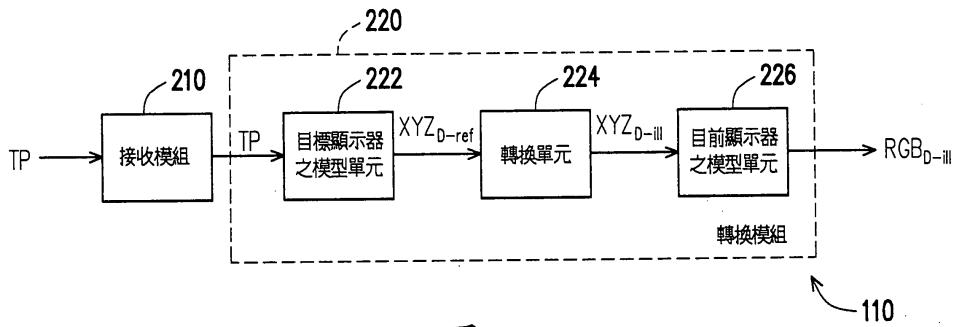 220
210
222
224
226
TP
接收模組
TP
目標顯示器
之模型單元
XYZD-ref
轉換單元
XYZD-ill
目前顯示器
之模型單元
RGBD-ill
轉換模組
110